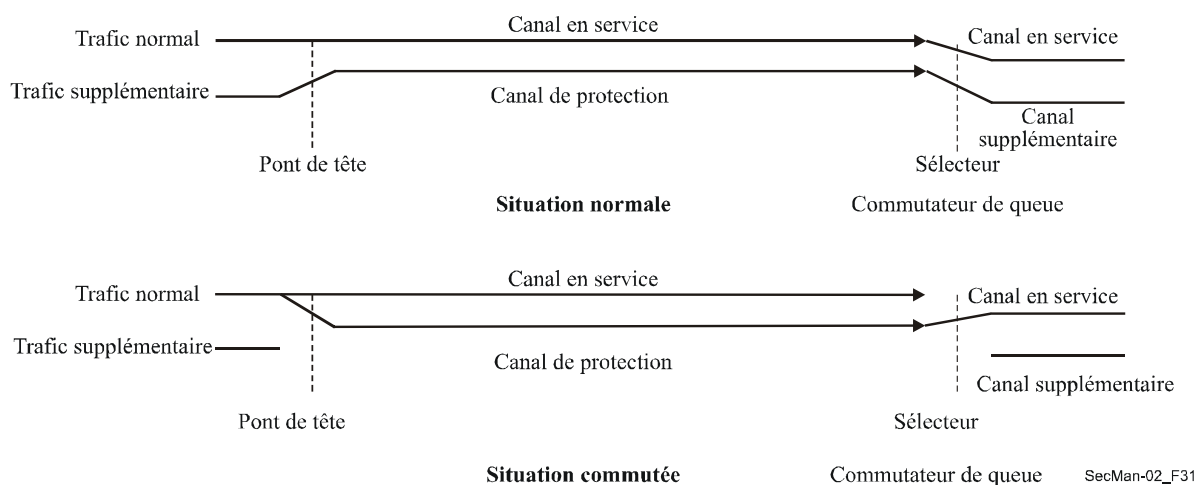 Canal en service
Trafic normal
Canal en service
Trafic supplémentaire
Canal de protection
Canal
supplémentaire
Pont de tête
Sélecteur
Situation normale
Commutateur de queue
Canal en service
Trafic normal
Canal en service
Trafic supplémentaire
Canal de protection
Canal supplémentaire
Pont de tête
Sélecteur
Situation commutée
Commutateur de queue
SecMan-02_F31